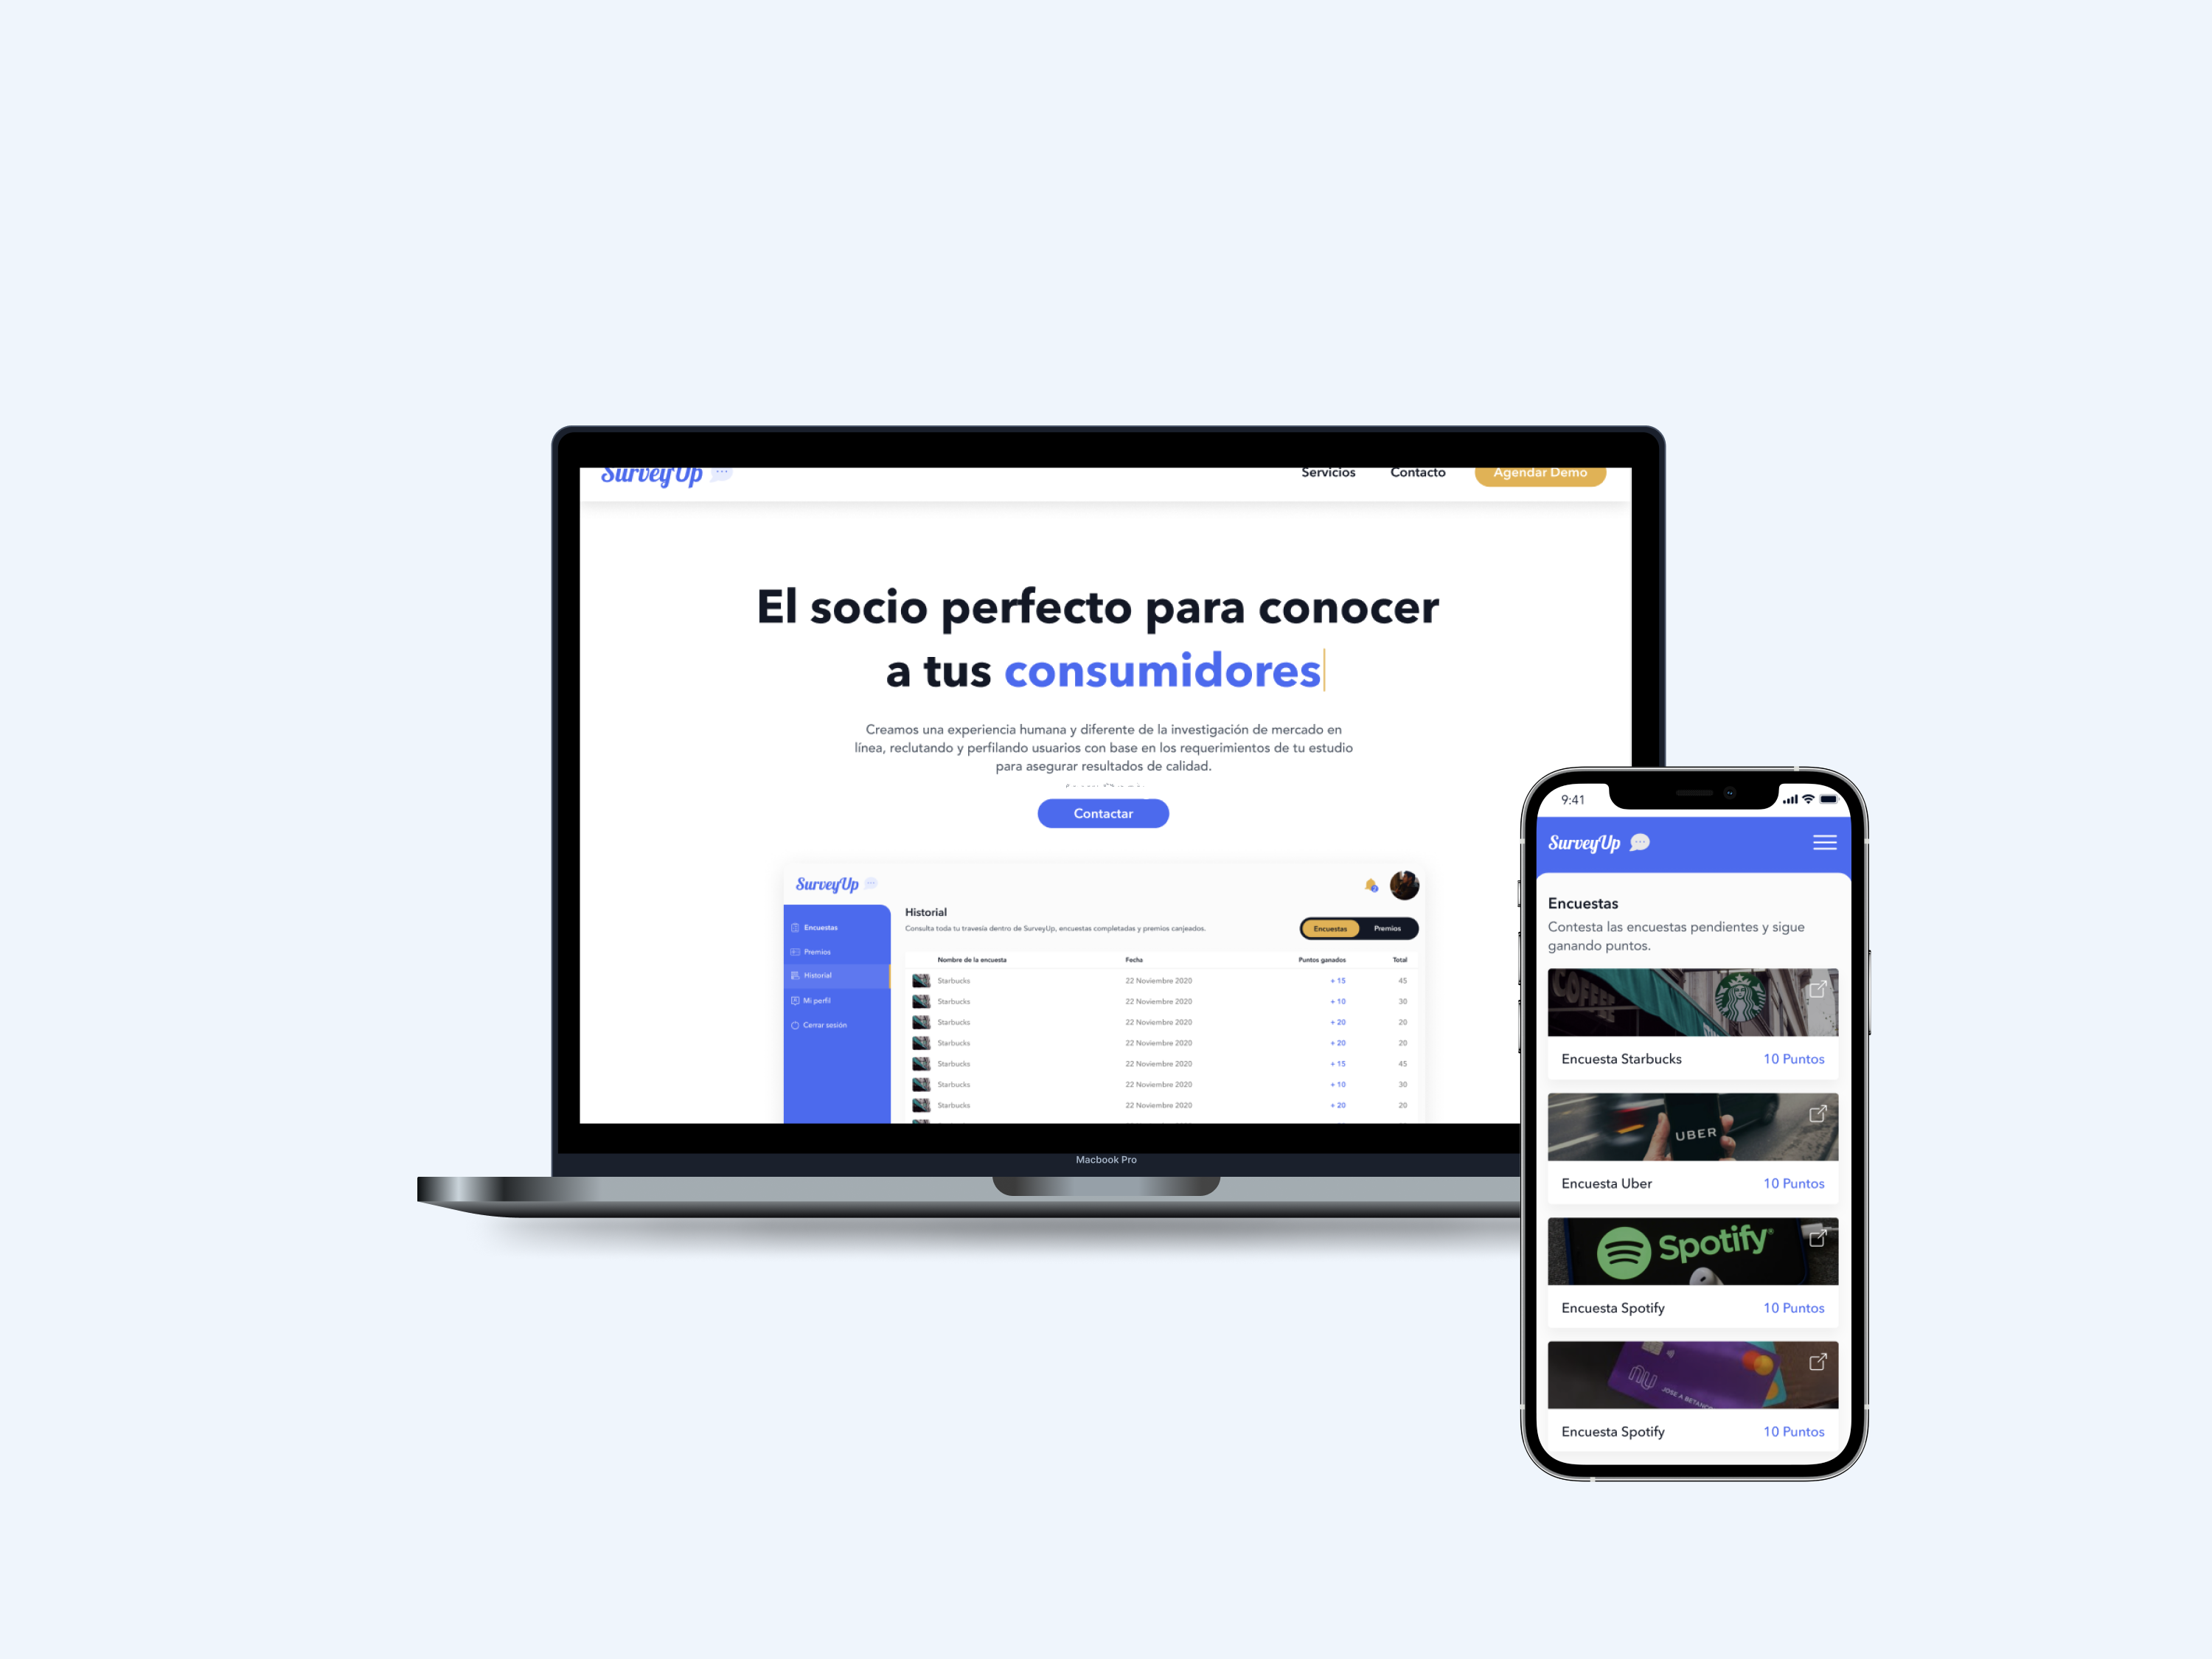 SurveyUp
Servicios Contacto Agendar Demo
El socio perfecto para conocer
a tus consumidores
Creamos una experiencia humana y diferente de la investigación de mercado en
línea, reclutando y perfilando usuarios con base en los requerimientos de tu estudio
para asegurar resultados de calidad.
Contactar
SurveyUp
2
Encuestas
Premios
Historial
Mi perfil
Cerrar sesión
Historial
Consulta toda tu travesía dentro de SurveyUp, encuestas completadas y premios canjeados.
Encuestas Premios
Nombre de la encuesta Fecha Puntos ganados Total
Starbucks 22 Noviembre 2020 + 15 45
Starbucks 22 Noviembre 2020 + 10 30
Starbucks 22 Noviembre 2020 + 20 20
Starbucks 22 Noviembre 2020 + 20 20
Starbucks 22 Noviembre 2020 + 15 45
Starbucks 22 Noviembre 2020 + 10 30
Starbucks 22 Noviembre 2020 + 20 20
Macbook Pro
9:41
SurveyUp
Encuestas
Contesta las encuestas pendientes y sigue
ganando puntos.
COFFEE
Encuesta Starbucks 10 Puntos
UBER
Encuesta Uber 10 Puntos
Spotify
Encuesta Spotify 10 Puntos
nu
JOSE A BETANC
Encuesta Spotify 10 Puntos